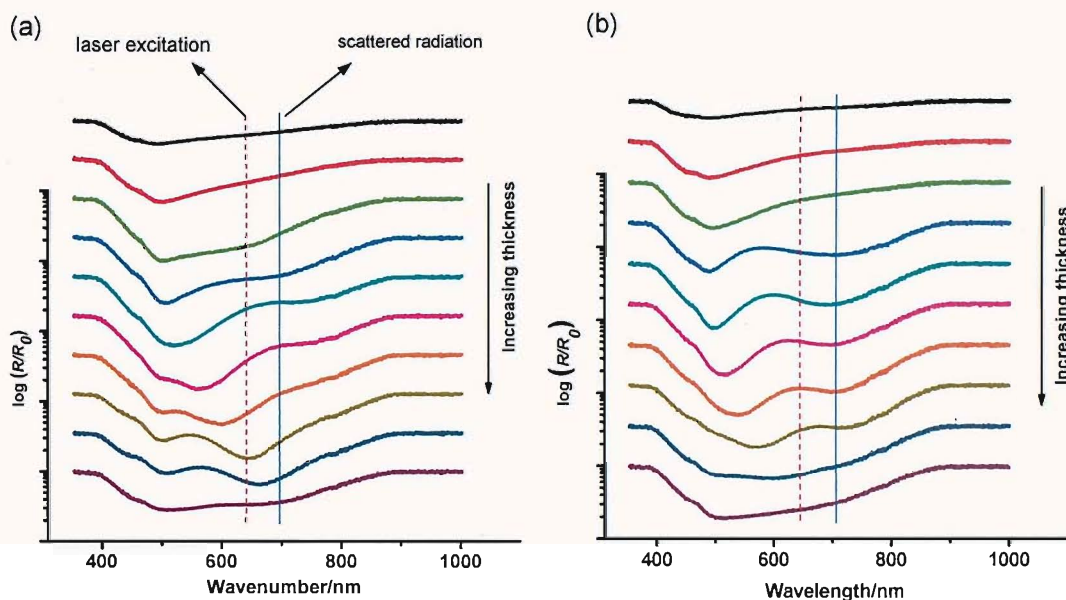 (a)
laser excitation
scattered radiation
log (R/R0)
Increasing thickness
400
600
800
1000
Wavenumber/nm
(b)
log (R/R0)
Increasing thickness
400
600
800
1000
Wavelength/nm